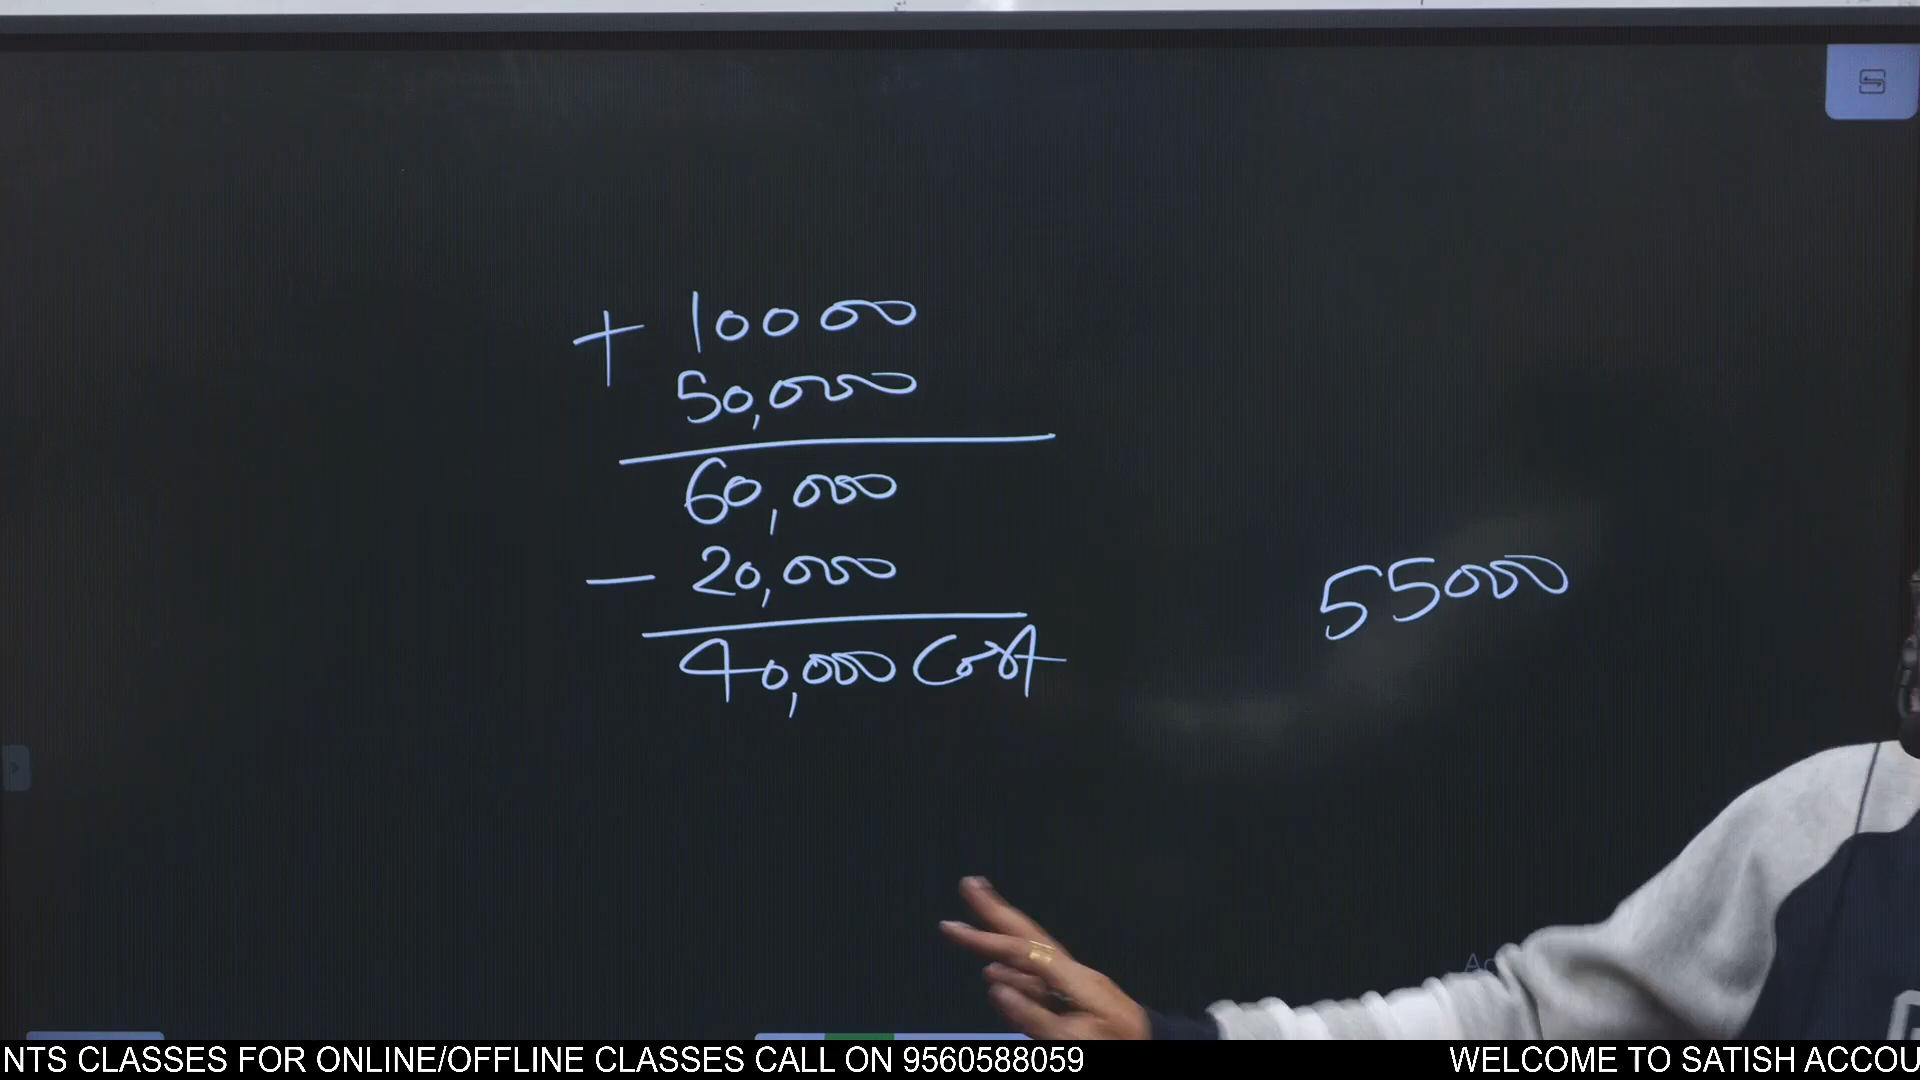 + 10000
50,000
60,000
- 20,000
40,000 Cost
55000
NTS CLASSES FOR ONLINE/OFFLINE CLASSES CALL ON 9560588059
WELCOME TO SATISH ACCOU